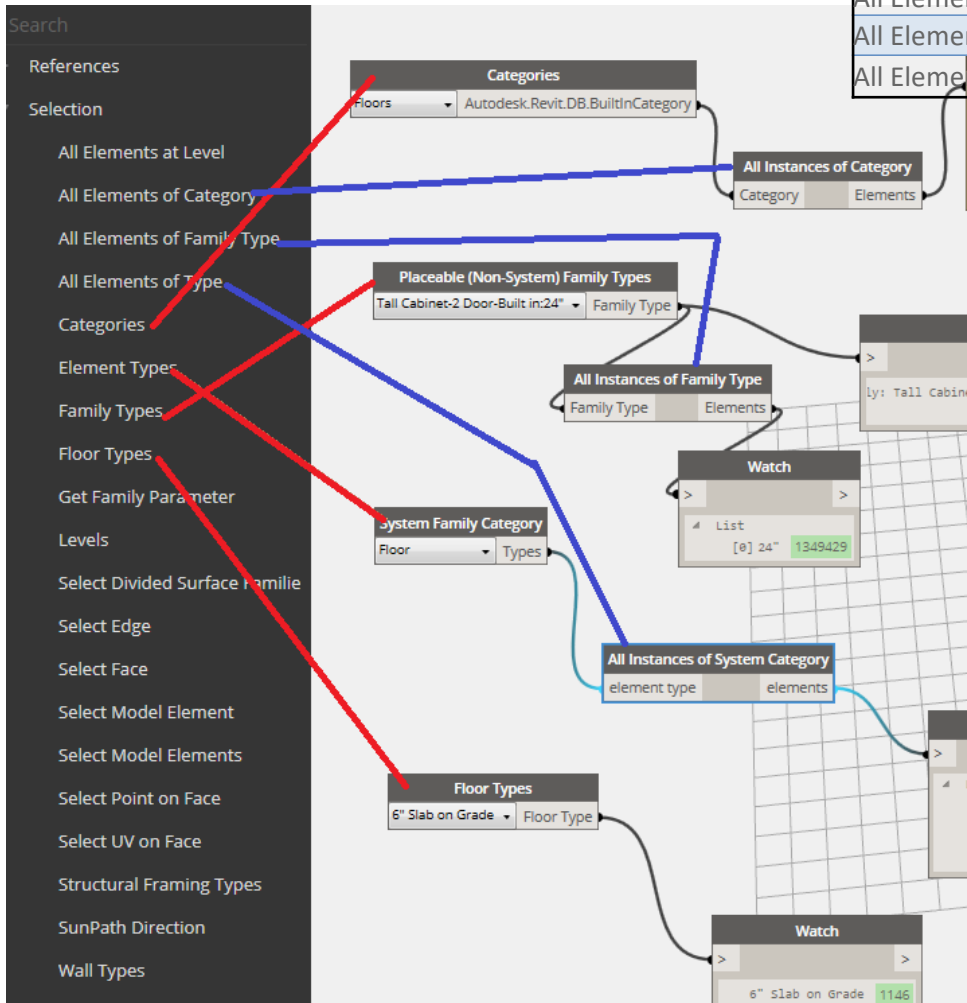 Search
References
Selection
All Elements at Level
All Elements of Category
All Elements of Family Type
All Elements of Type
Categories
Element Types
Family Types
Floor Types
Get Family Parameter
Levels
Select Divided Surface Familie
Select Edge
Select Face
Select Model Element
Select Model Elements
Select Point on Face
Select UV on Face
Structural Framing Types
SunPath Direction
Wall Types
All Eleme
All Elemen
All Eleme
Categories
Floors Autodesk.Revit.DB.BuiltInCategory
All Instances of Category
Category Elements
Placeable (Non-System) Family Types
Tall Cabinet-2 Door-Built in:24" Family Type
>
ly: Tall Cabine
All Instances of Family Type
Family Type Elements
Watch
> >
List
[0] 24" 1349429
System Family Category
Floor Types
All Instances of System Category
element type elements
>
Floor Types
6" Slab on Grade Floor Type
Watch
> >
6" Slab on Grade 1146